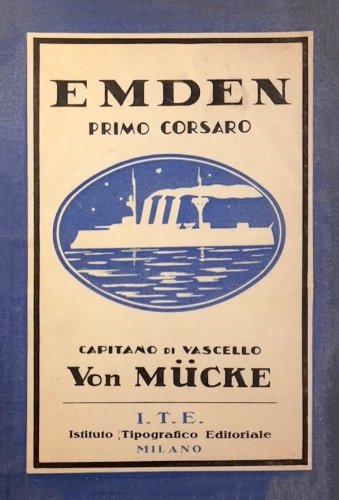 EMDEN
PRIMO CORSARO
CAPITANO DI VASCELLO
Von MÜCKE
I.T.E.
Istituto Tipografico Editoriale
MILANO